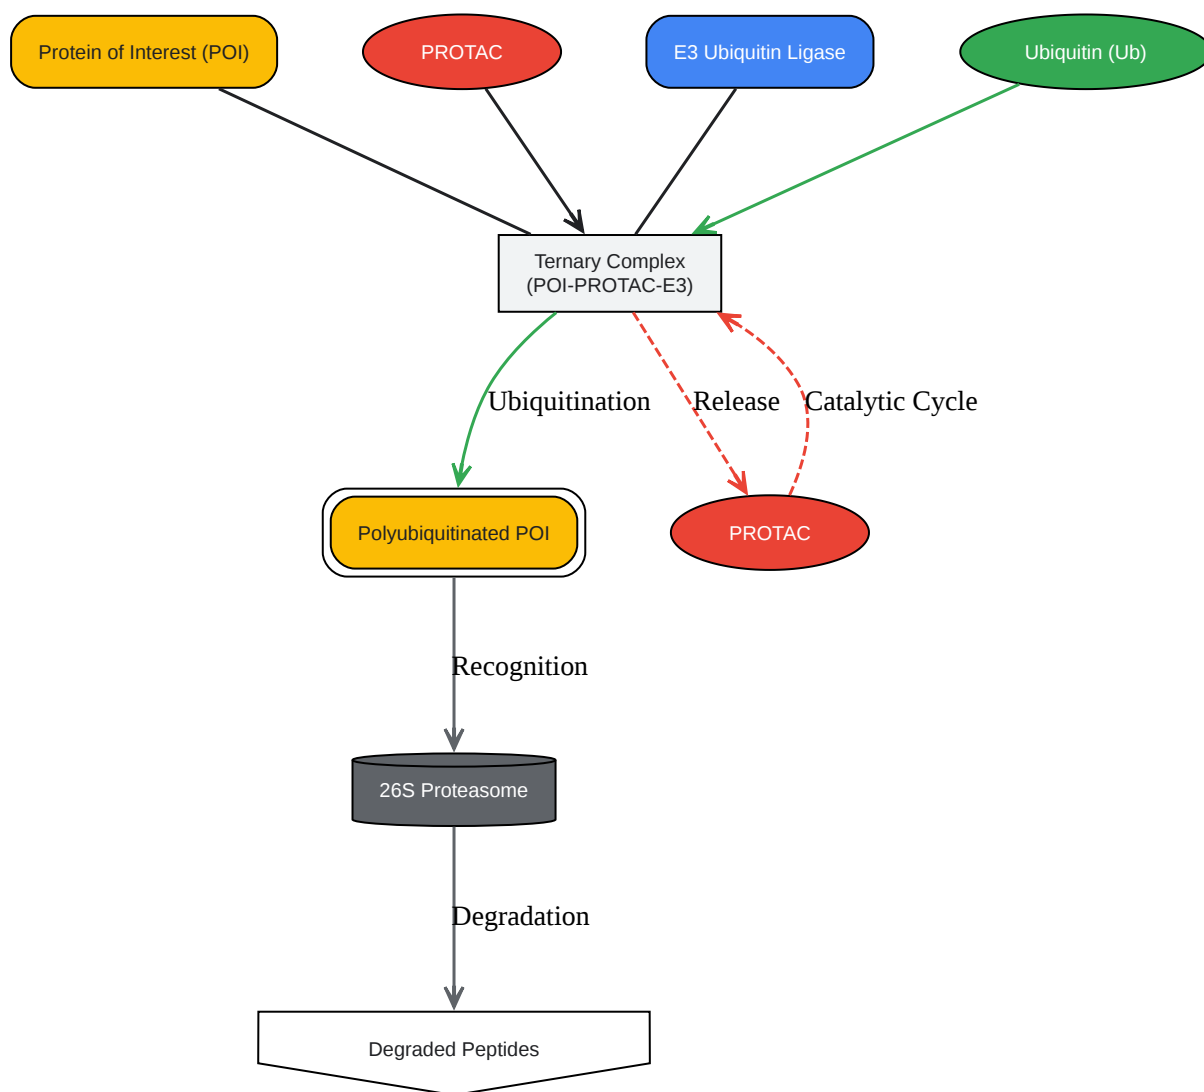 Protein of Interest (POI)
PROTAC
E3 Ubiquitin Ligase
Ubiquitin (Ub)
Ternary Complex
(POI-PROTAC-E3)
Ubiquitination
Release
Catalytic Cycle
Polyubiquitinated POI
PROTAC
Recognition
26S Proteasome
Degradation
Degraded Peptides